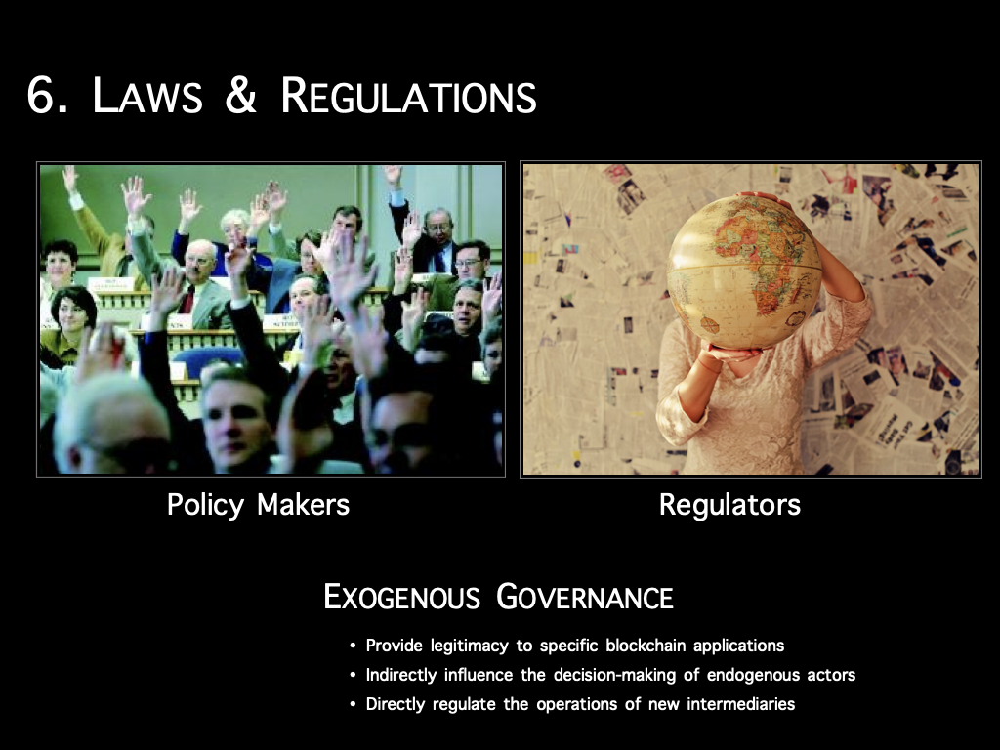 6. LAWS & REGULATIONS
Policy Makers
Regulators
EXOGENOUS GOVERNANCE
• Provide legitimacy to specific blockchain applications
• Indirectly influence the decision-making of endogenous actors
• Directly regulate the operations of new intermediaries